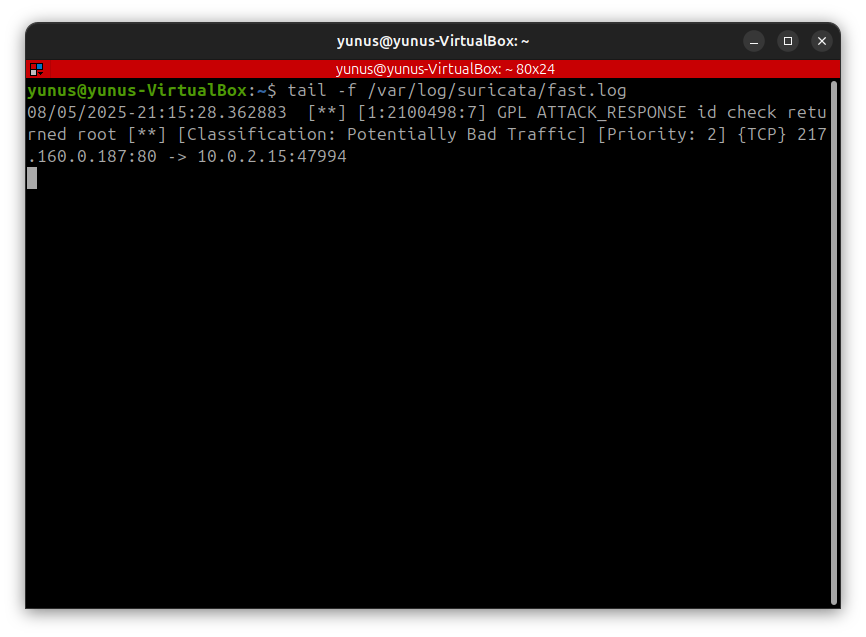 yunus@yunus-VirtualBox: ~
yunus@yunus-VirtualBox: ~ 80x24
yunus@yunus-VirtualBox:~$ tail -f /var/log/suricata/fast.log
08/05/2025-21:15:28.362883  [**] [1:2100498:7] GPL ATTACK_RESPONSE id check retu
rned root [**] [Classification: Potentially Bad Traffic] [Priority: 2] {TCP} 217
.160.0.187:80 -> 10.0.2.15:47994